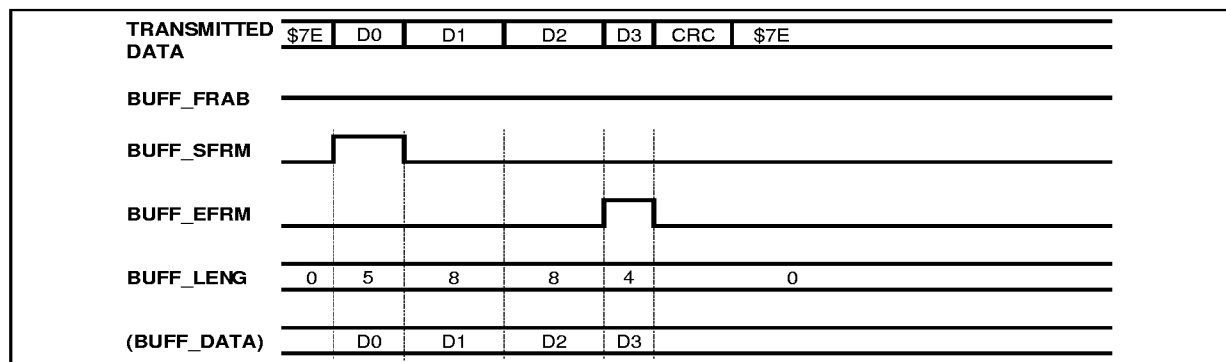 TRANSMITTED DATA $7E D0 D1 D2 D3 CRC $7E
BUFF_FRAB
BUFF_SFRM
BUFF_EFRM
BUFF_LENG 0 5 8 8 4 0
(BUFF_DATA) D0 D1 D2 D3